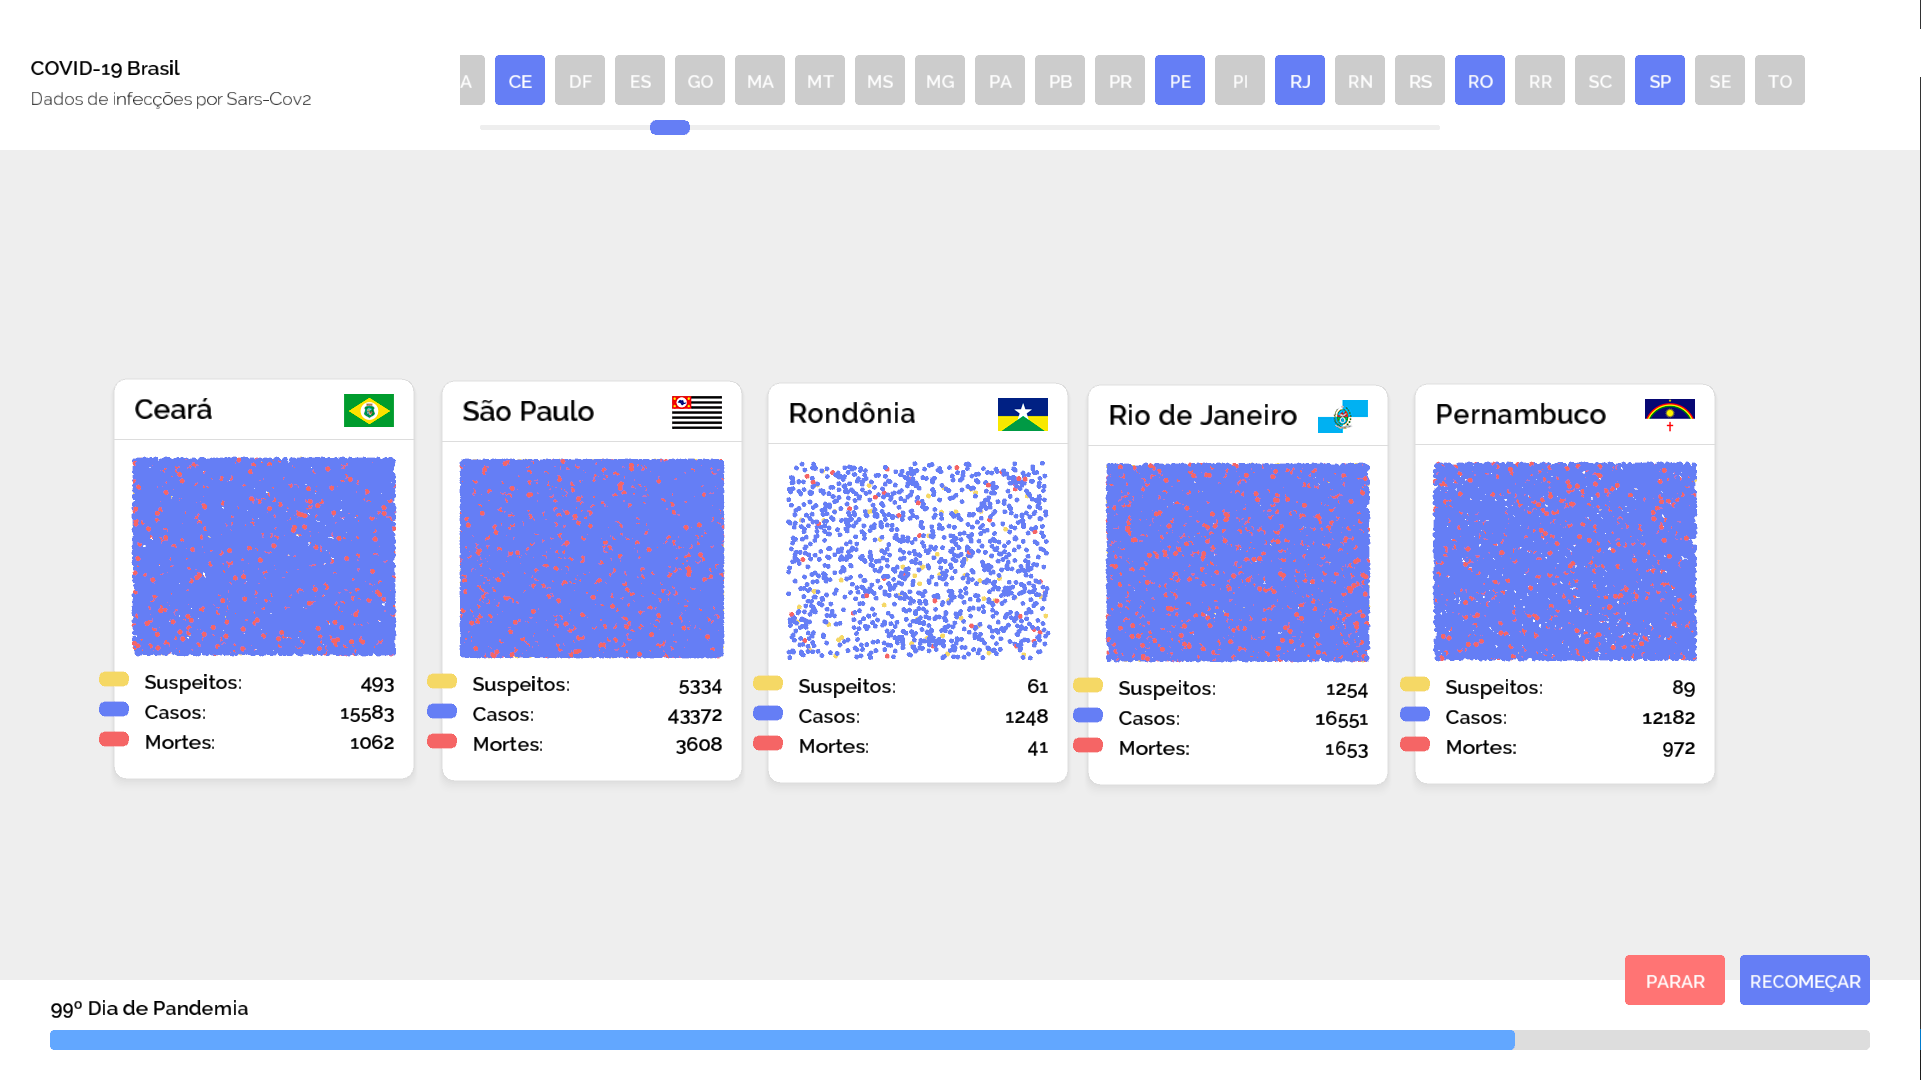 COVID-19 Brasil
Dados de infecções por Sars-Cov2
A CE DF ES GO MA MT MS MG PA PB PR PE PI RJ RN RS RO RR SC SP SE TO
Ceará
Suspeitos: 493
Casos: 15583
Mortes: 1062
São Paulo
Suspeitos: 5334
Casos: 43372
Mortes: 3608
Rondônia
Suspeitos: 61
Casos: 1248
Mortes: 41
Rio de Janeiro
Suspeitos: 1254
Casos: 16551
Mortes: 1653
Pernambuco
Suspeitos: 89
Casos: 12182
Mortes: 972
PARAR RECOMEÇAR
99º Dia de Pandemia